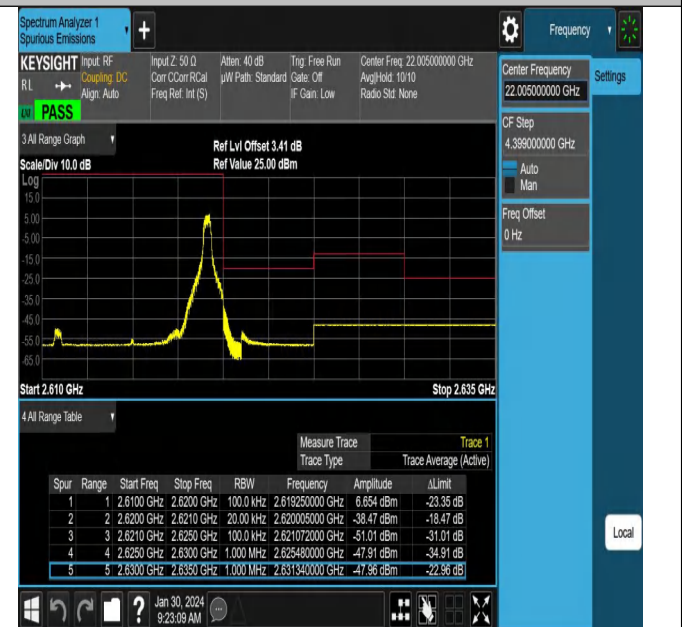 Spectrum Analyzer 1
Spurious Emissions
Frequency
KEYSIGHT Input: RF Input Z: 50 Ω Atten: 40 dB Trig: Free Run Center Freq: 22.005000000 GHz
RL Coupling: DC Corr CCorr RCal µW Path: Standard Gate: Off Avg|Hold: 10/10
Align: Auto Freq Ref: Int (S) IF Gain: Low Radio Std: None
PASS
Center Frequency
22.005000000 GHz
Settings
CF Step
4.399000000 GHz
Auto
Man
Freq Offset
0 Hz
Local
3 All Range Graph
Ref Lvl Offset 3.41 dB
Scale/Div 10.0 dB Ref Value 25.00 dBm
Log
15.0
5.00
-5.00
-15.0
-25.0
-35.0
-45.0
-55.0
-65.0
Start 2.610 GHz Stop 2.635 GHz
4 All Range Table
Measure Trace Trace 1
Trace Type Trace Average (Active)
Spur Range Start Freq Stop Freq RBW Frequency Amplitude ΔLimit
1 1 2.6100 GHz 2.6200 GHz 100.0 kHz 2.619250000 GHz 6.654 dBm -23.35 dB
2 2 2.6200 GHz 2.6210 GHz 20.00 kHz 2.620005000 GHz -38.47 dBm -18.47 dB
3 3 2.6210 GHz 2.6250 GHz 100.0 kHz 2.621072000 GHz -51.01 dBm -31.01 dB
4 4 2.6250 GHz 2.6300 GHz 1.000 MHz 2.625480000 GHz -47.91 dBm -34.91 dB
5 5 2.6300 GHz 2.6350 GHz 1.000 MHz 2.631340000 GHz -47.96 dBm -22.96 dB
Jan 30, 2024
9:23:09 AM